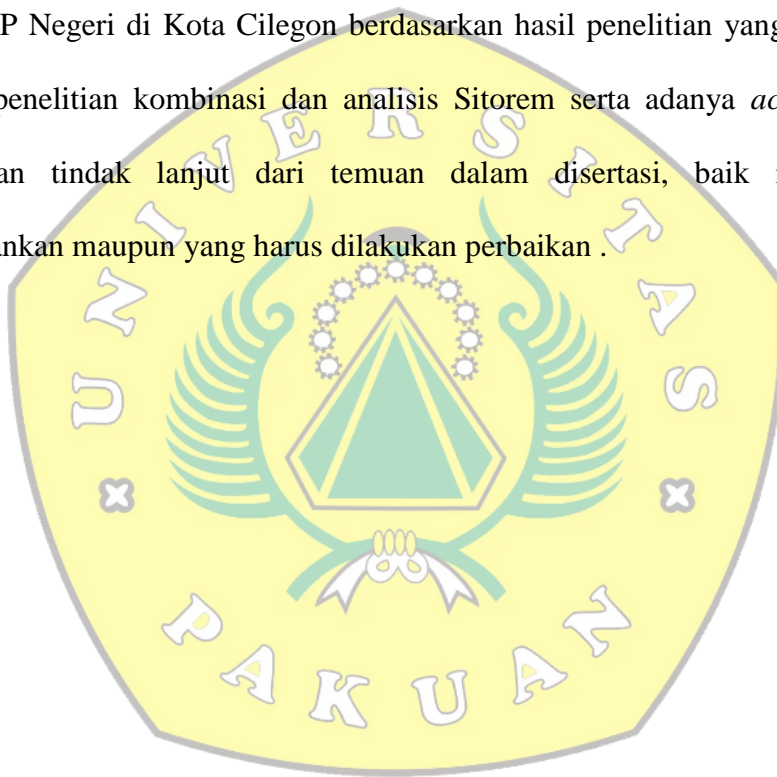 P Negeri di Kota Cilegon berdasarkan hasil penelitian yang
penelitian kombinasi dan analisis Sitorem serta adanya
an tindak lanjut dari temuan dalam disertasi, baik
ankan maupun yang harus dilakukan perbaikan .
UNIVERSITAS
PAKUAN